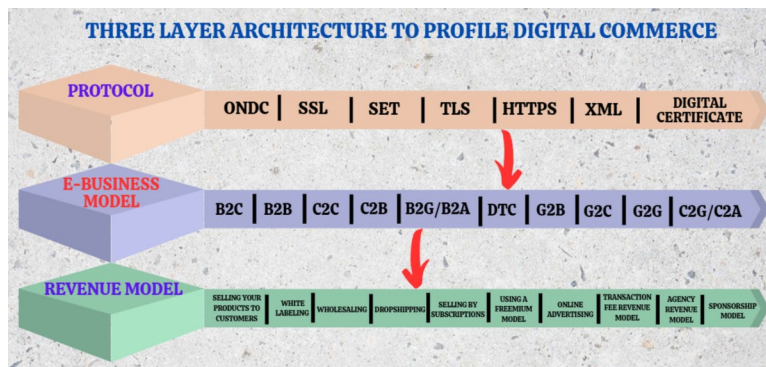 THREE LAYER ARCHITECTURE TO PROFILE DIGITAL COMMERCE
PROTOCOL
ONDC
SSL
SET
TLS
HTTPS
XML
DIGITAL
CERTIFICATE
E-BUSINESS
MODEL
B2C
B2B
C2C
C2B
B2G/B2A
DTC
G2B
G2C
G2G
C2G/C2A
REVENUE MODEL
SELLING YOUR
PRODUCTS TO
CUSTOMERS
WHITE
LABELING
WHOLESALING
DROPSHIPPING
SELLING BY
SUBSCRIPTIONS
USING A
FREEMIUM
MODEL
ONLINE
ADVERTISING
TRANSACTION
FEE REVENUE
MODEL
AGENCY
REVENUE
MODEL
SPONSORSHIP
MODEL